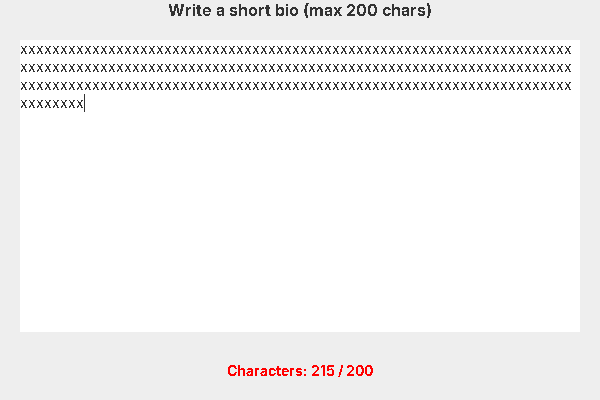 Write a short bio (max 200 chars)
xxxxxxxxxxxxxxxxxxxxxxxxxxxxxxxxxxxxxxxxxxxxxxxxxxxxxxxxxxxxxxxxxxxxx
xxxxxxxxxxxxxxxxxxxxxxxxxxxxxxxxxxxxxxxxxxxxxxxxxxxxxxxxxxxxxxxxxxxxx
xxxxxxxxxxxxxxxxxxxxxxxxxxxxxxxxxxxxxxxxxxxxxxxxxxxxxxxxxxxxxxxxxxxxx
xxxxxxxx
Characters: 215 / 200